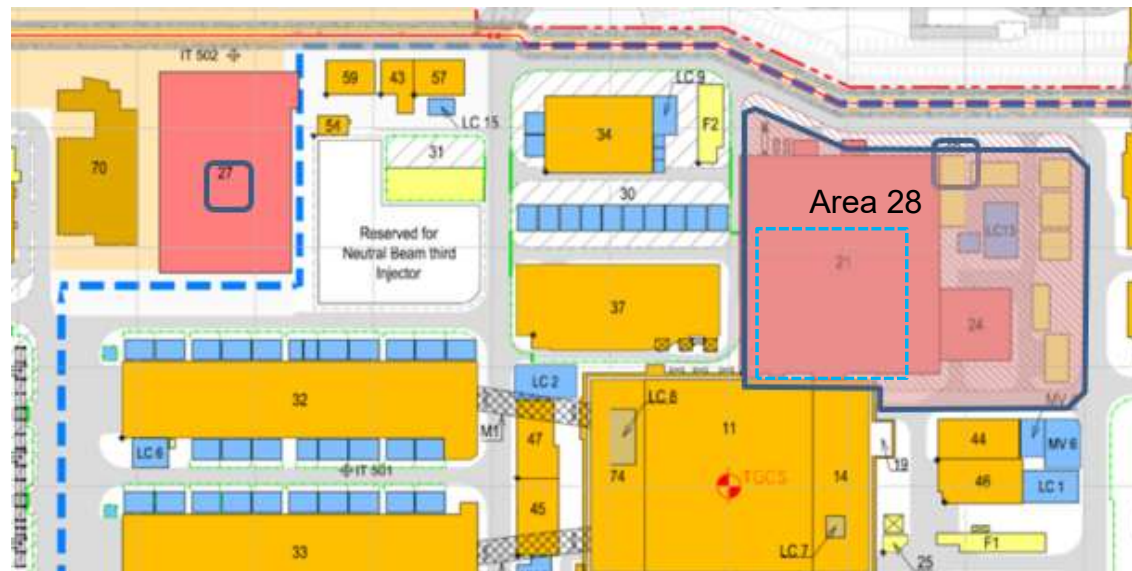 IT 502
59
43
57
LC 9
LC 15
54
F2
34
31
70
27
30
Area 28
Reserved for
Neutral Beam third
Injector
LC13
21
37
24
LC 2
LC 8
32
M1
47
11
MV
44
MV 6
LC 6
IT 501
19
74
TGCS
14
46
LC 1
45
LC 7
F1
33
25